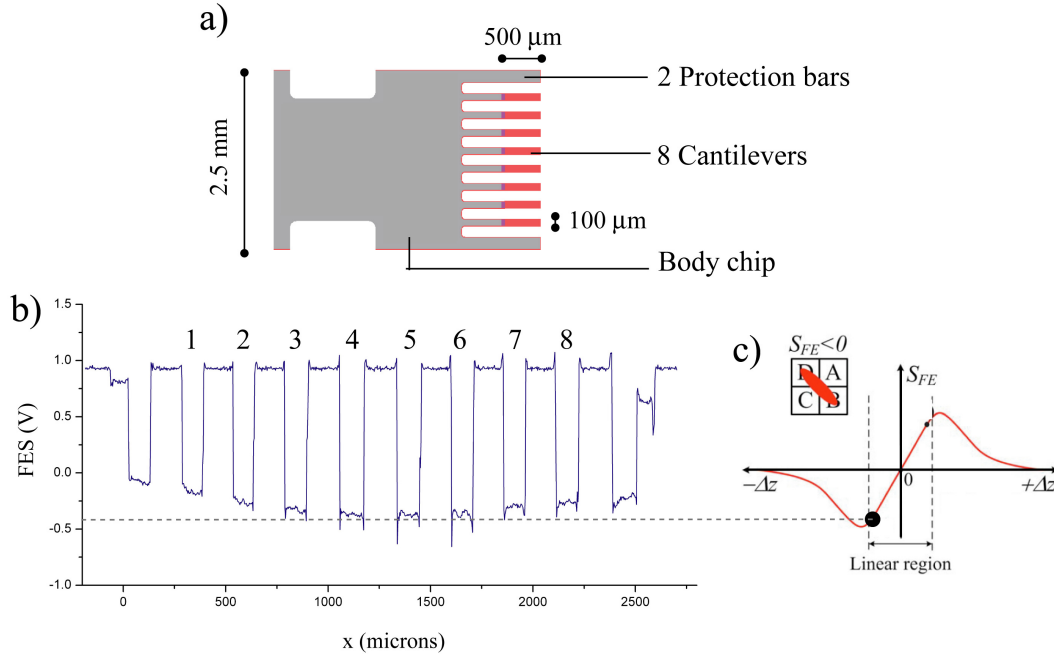 a)
500 μm
2 Protection bars
2.5 mm
8 Cantilevers
100 μm
Body chip
b)
1.5
1.0
0.5
0.0
-0.5
-1.0
FES (V)
1 2 3 4 5 6 7 8
0 500 1000 1500 2000 2500
x (microns)
c)
S_FE<0
D A
C B
S_FE
−Δz 0 +Δz
Linear region